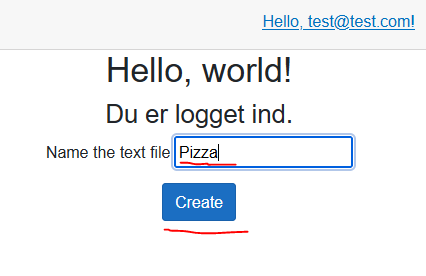 Hello, test@test.com!
Hello, world!
Du er logget ind.
Name the text file Pizza
Create